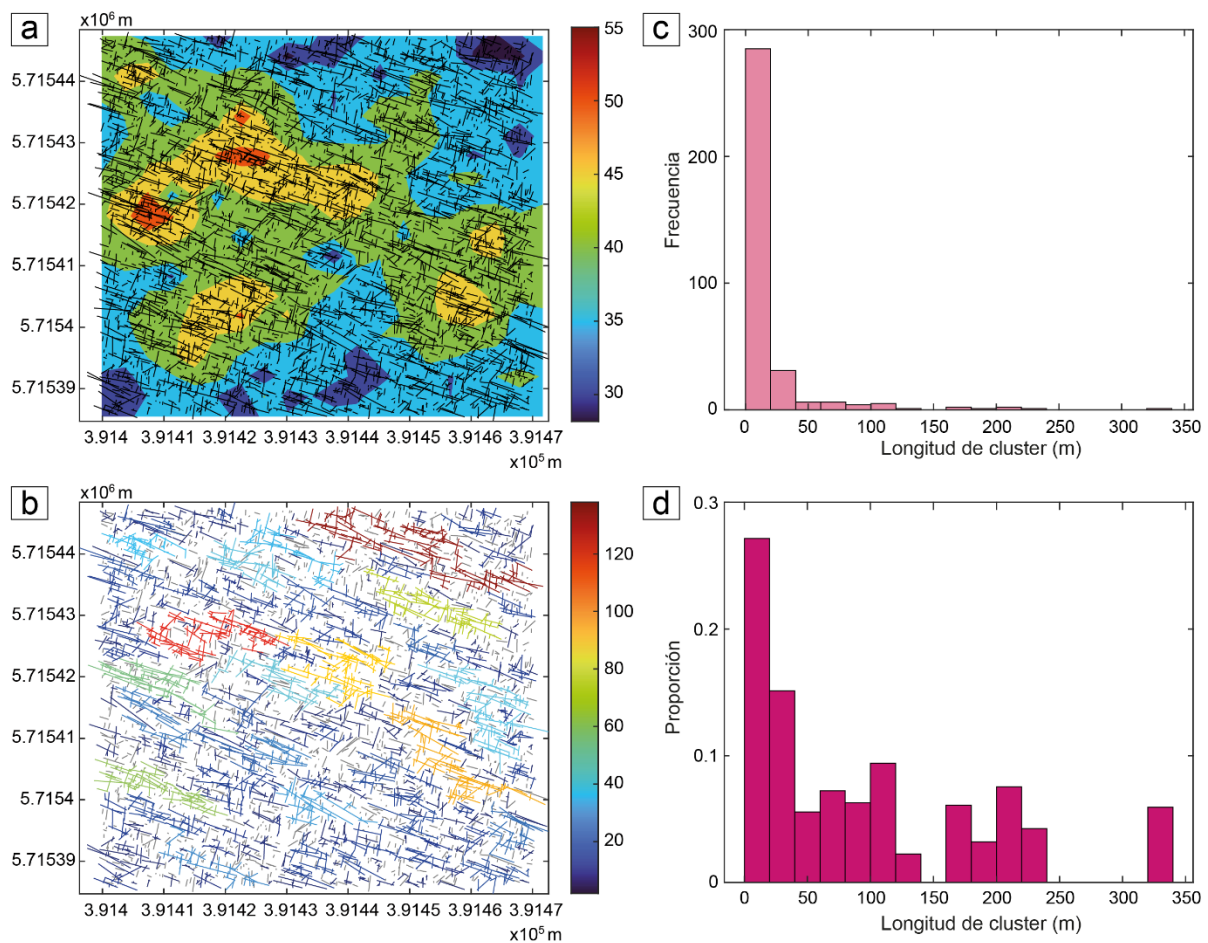 a
x10⁶ m
5.71544
5.71543
5.71542
5.71541
5.7154
5.71539
3.9914 3.9141 3.9142 3.9143 3.9144 3.9145 3.9146 3.9147
x10⁵ m
55
50
45
40
35
30
c
Frecuencia
300
200
100
0
0 50 100 150 200 250 300 350
Longitud de cluster (m)
b
x10⁶ m
5.71544
5.71543
5.71542
5.71541
5.7154
5.71539
3.914 3.9141 3.9142 3.9143 3.9144 3.9145 3.9146 3.9147
x10⁵ m
120
100
80
60
40
20
d
Proporción
0.3
0.2
0.1
0
0 50 100 150 200 250 300 350
Longitud de cluster (m)